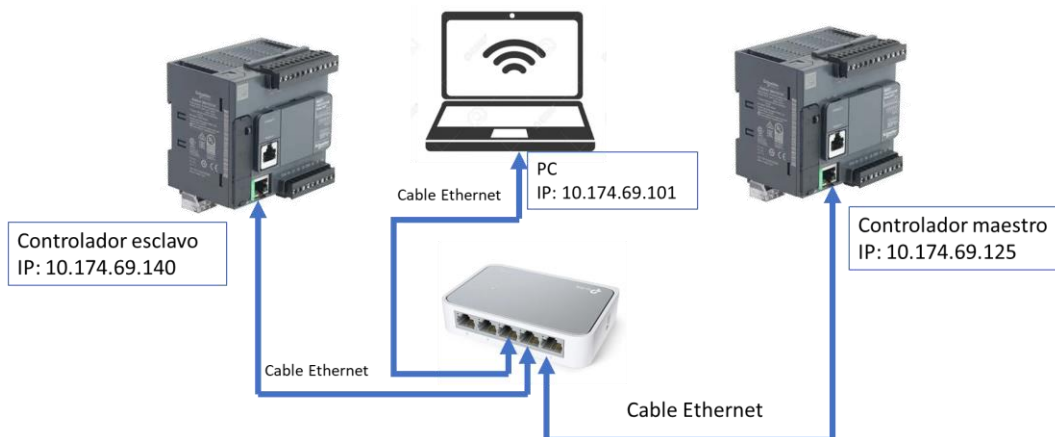 PC
IP: 10.174.69.101
Cable Ethernet
Controlador esclavo
IP: 10.174.69.140
Controlador maestro
IP: 10.174.69.125
Cable Ethernet
Cable Ethernet